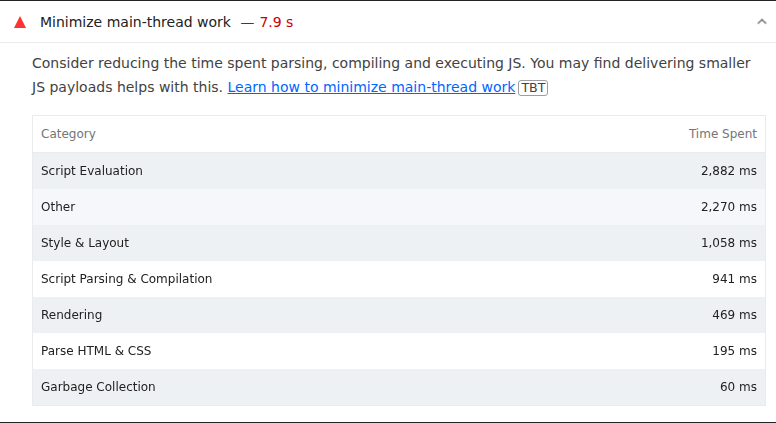 Minimize main-thread work — 7.9 s
Consider reducing the time spent parsing, compiling and executing JS. You may find delivering smaller
JS payloads helps with this. Learn how to minimize main-thread work TBT
Category Time Spent
Script Evaluation 2,882 ms
Other 2,270 ms
Style & Layout 1,058 ms
Script Parsing & Compilation 941 ms
Rendering 469 ms
Parse HTML & CSS 195 ms
Garbage Collection 60 ms